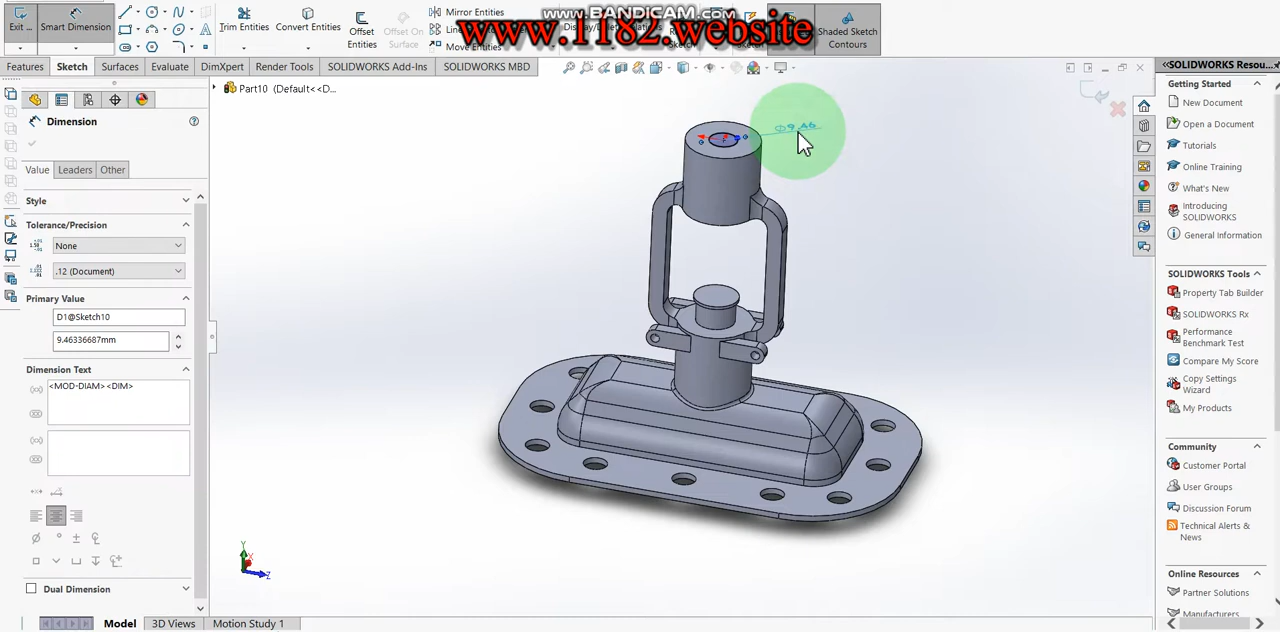 www.BANDICAM.com
www.1182.website
Exit ...
Smart Dimension
Trim Entities
Convert Entities
Offset Entities
Offset On Surface
Mirror Entities
Move Entities
Shaded Sketch Contours
Features
Sketch
Surfaces
Evaluate
DimXpert
Render Tools
SOLIDWORKS Add-Ins
SOLIDWORKS MBD
Part10 (Default<<D...
Dimension
Value
Leaders
Other
Style
Tolerance/Precision
None
.12 (Document)
Primary Value
D1@Sketch10
9.46336687mm
Dimension Text
<MOD-DIAM><DIM>
Dual Dimension
∅9.46
Y
X
Z
Model
3D Views
Motion Study 1
SOLIDWORKS Resou...
Getting Started
New Document
Open a Document
Tutorials
Online Training
What's New
Introducing SOLIDWORKS
General Information
SOLIDWORKS Tools
Property Tab Builder
SOLIDWORKS Rx
Performance Benchmark Test
Compare My Score
Copy Settings Wizard
My Products
Community
Customer Portal
User Groups
Discussion Forum
Technical Alerts & News
Online Resources
Partner Solutions
Manufacturers